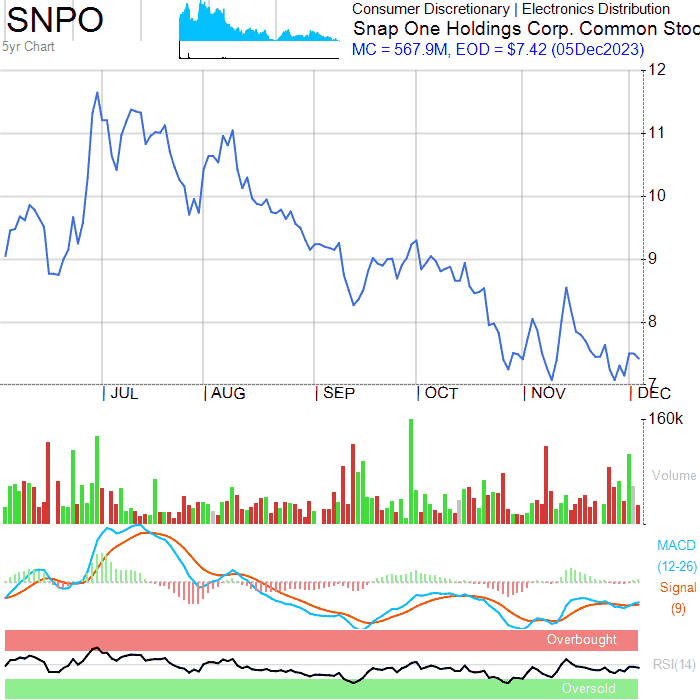 SNPO
5yr Chart
Consumer Discretionary | Electronics Distribution
Snap One Holdings Corp. Common Stoc
MC = 567.9M, EOD = $7.42 (05Dec2023)
12
11
10
9
8
7
JUL AUG SEP OCT NOV DEC
160k
Volume
MACD
(12-26)
Signal
(9)
Overbought
RSI(14)
Oversold